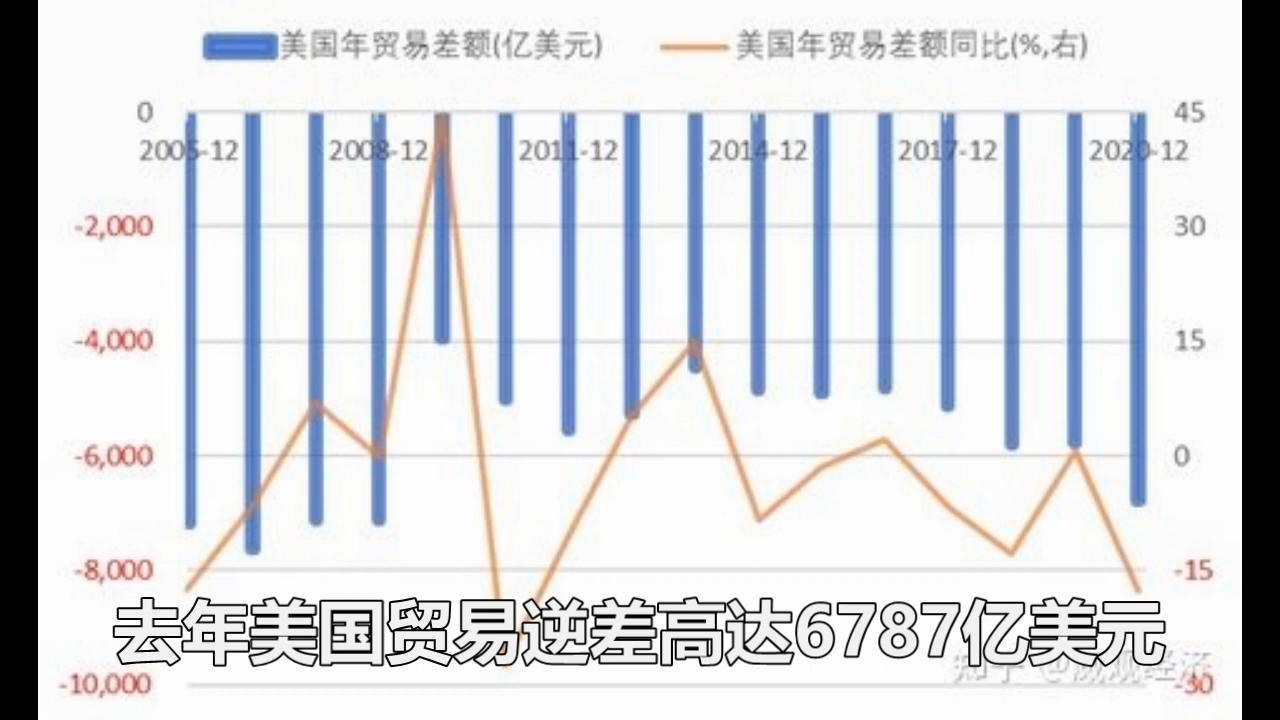 美国年贸易差额(亿美元) 美国年贸易差额同比(%,右)
0 45
2005-12 2008-12 2011-12 2014-12 2017-12 2020-12
-2,000 30
-4,000 15
-6,000 0
-8,000 -15
去年美国贸易逆差高达6787亿美元
知乎
-10,000 -30